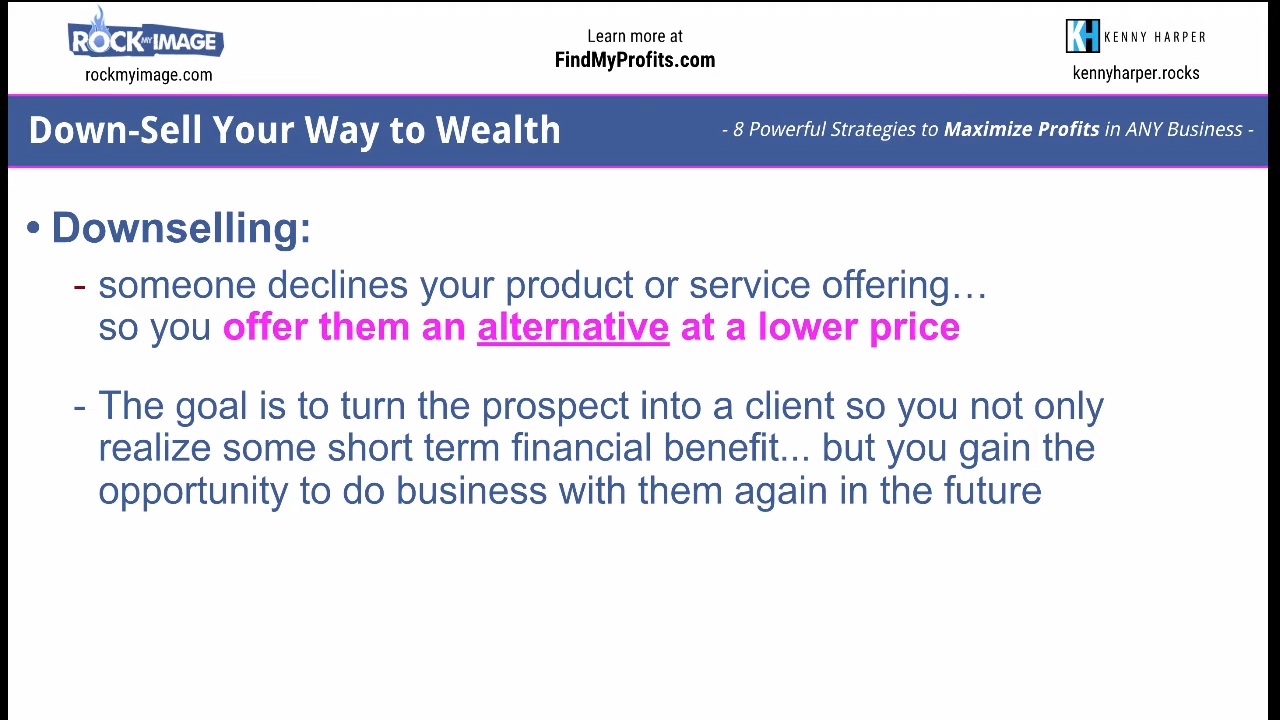 ROCK MY IMAGE
rockmyimage.com
Learn more at
FindMyProfits.com
KH KENNY HARPER
kennyharper.rocks
Down-Sell Your Way to Wealth
- 8 Powerful Strategies to Maximize Profits in ANY Business -
• Downselling:
- someone declines your product or service offering…
so you offer them an alternative at a lower price
- The goal is to turn the prospect into a client so you not only
realize some short term financial benefit... but you gain the
opportunity to do business with them again in the future